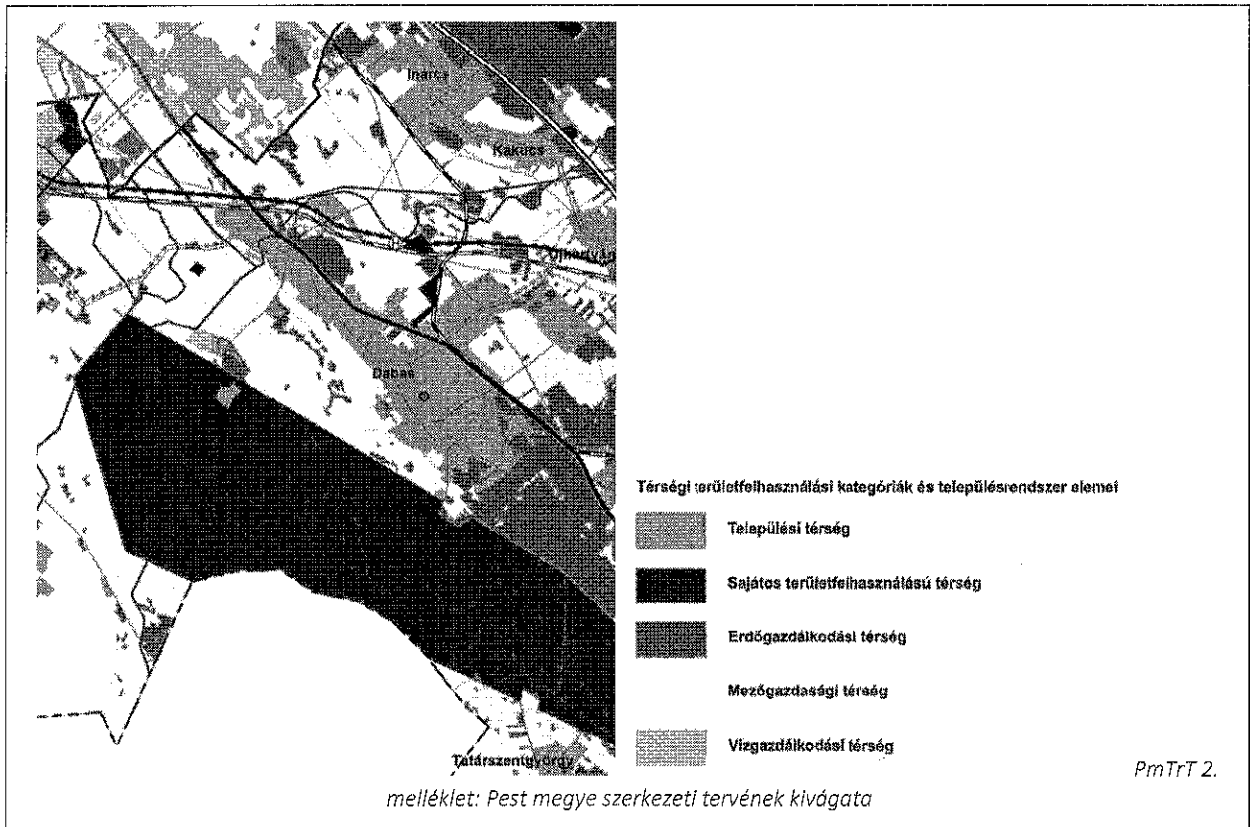 Inárcs
Kakucs
Újhartyán
Dabas
Tatárszentgyörgy
Térségi területfelhasználási kategóriák és településrendszer elemei
Települési térség
Sajátos területfelhasználású térség
Erdőgazdálkodási térség
Mezőgazdasági térség
Vízgazdálkodási térség
PmTrT 2.
melléklet: Pest megye szerkezeti tervének kivágata